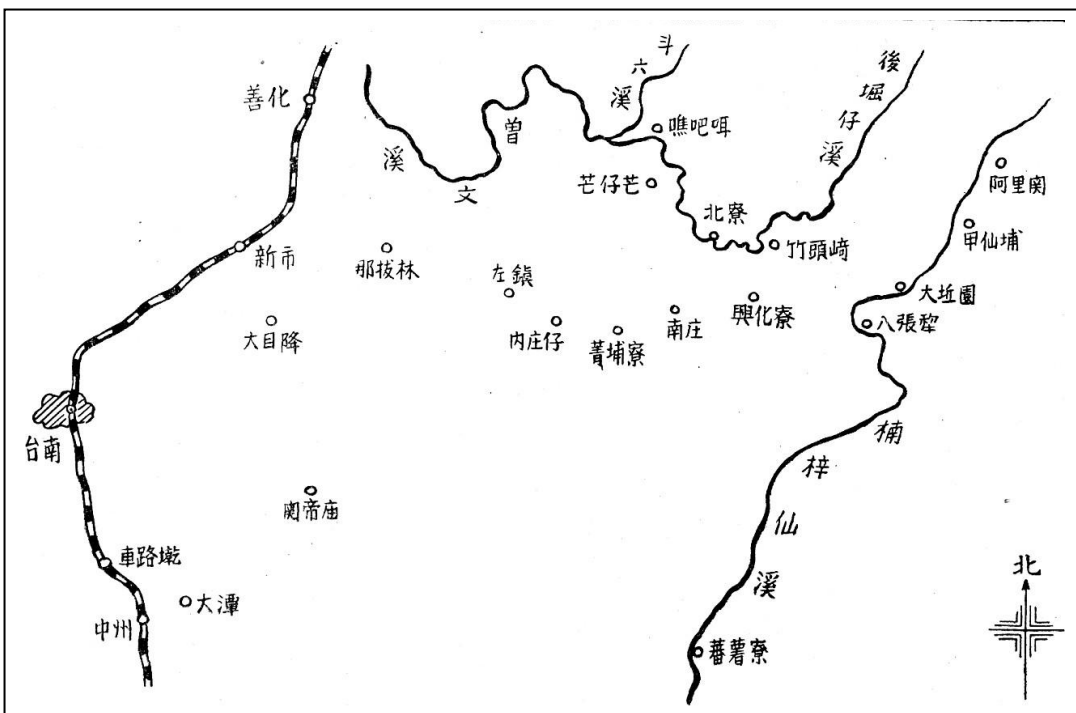 善化
新市
台南
車路墘
中州
大潭
関帝庙
大目降
那拔林
左鎮
内庄仔
菁埔寮
南庄
興化寮
曽文溪
斗六溪
噍吧哖
芒仔芒
北寮
竹頭崎
後堀仔溪
阿里関
甲仙埔
大坵園
八張犂
楠梓仙溪
蕃薯寮
北